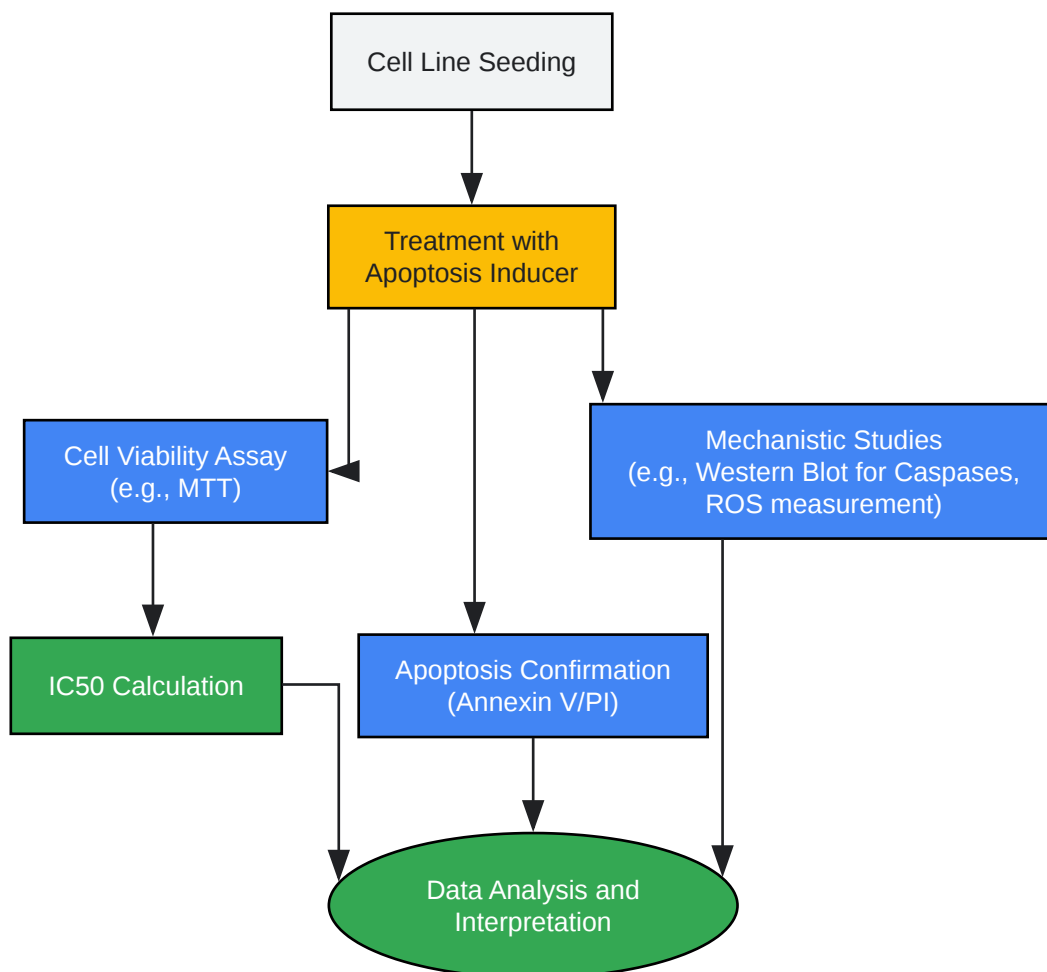 Cell Line Seeding
Treatment with
Apoptosis Inducer
Cell Viability Assay
(e.g., MTT)
Mechanistic Studies
(e.g., Western Blot for Caspases,
ROS measurement)
IC50 Calculation
Apoptosis Confirmation
(Annexin V/PI)
Data Analysis and
Interpretation